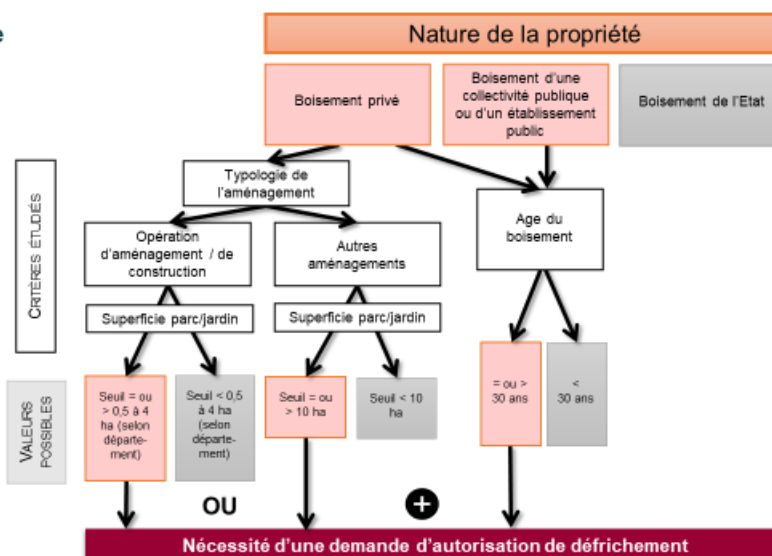 e
Nature de la propriété
Boisement privé
Boisement d'une
collectivité publique
ou d'un établissement
public
Boisement de l'Etat
CRITÈRES ÉTUDIÉS
Typologie de
l'aménagement
Opération
d'aménagement / de
construction
Autres
aménagements
Age du
boisement
Superficie parc/jardin
Superficie parc/jardin
VALEURS
POSSIBLES
Seuil = ou
> 0,5 à 4
ha (selon
départe-
ment)
Seuil < 0,5
à 4 ha
(selon
départe-
ment)
Seuil = ou
> 10 ha
Seuil < 10
ha
= ou >
30 ans
<
30 ans
OU
+
Nécessité d'une demande d'autorisation de défrichement